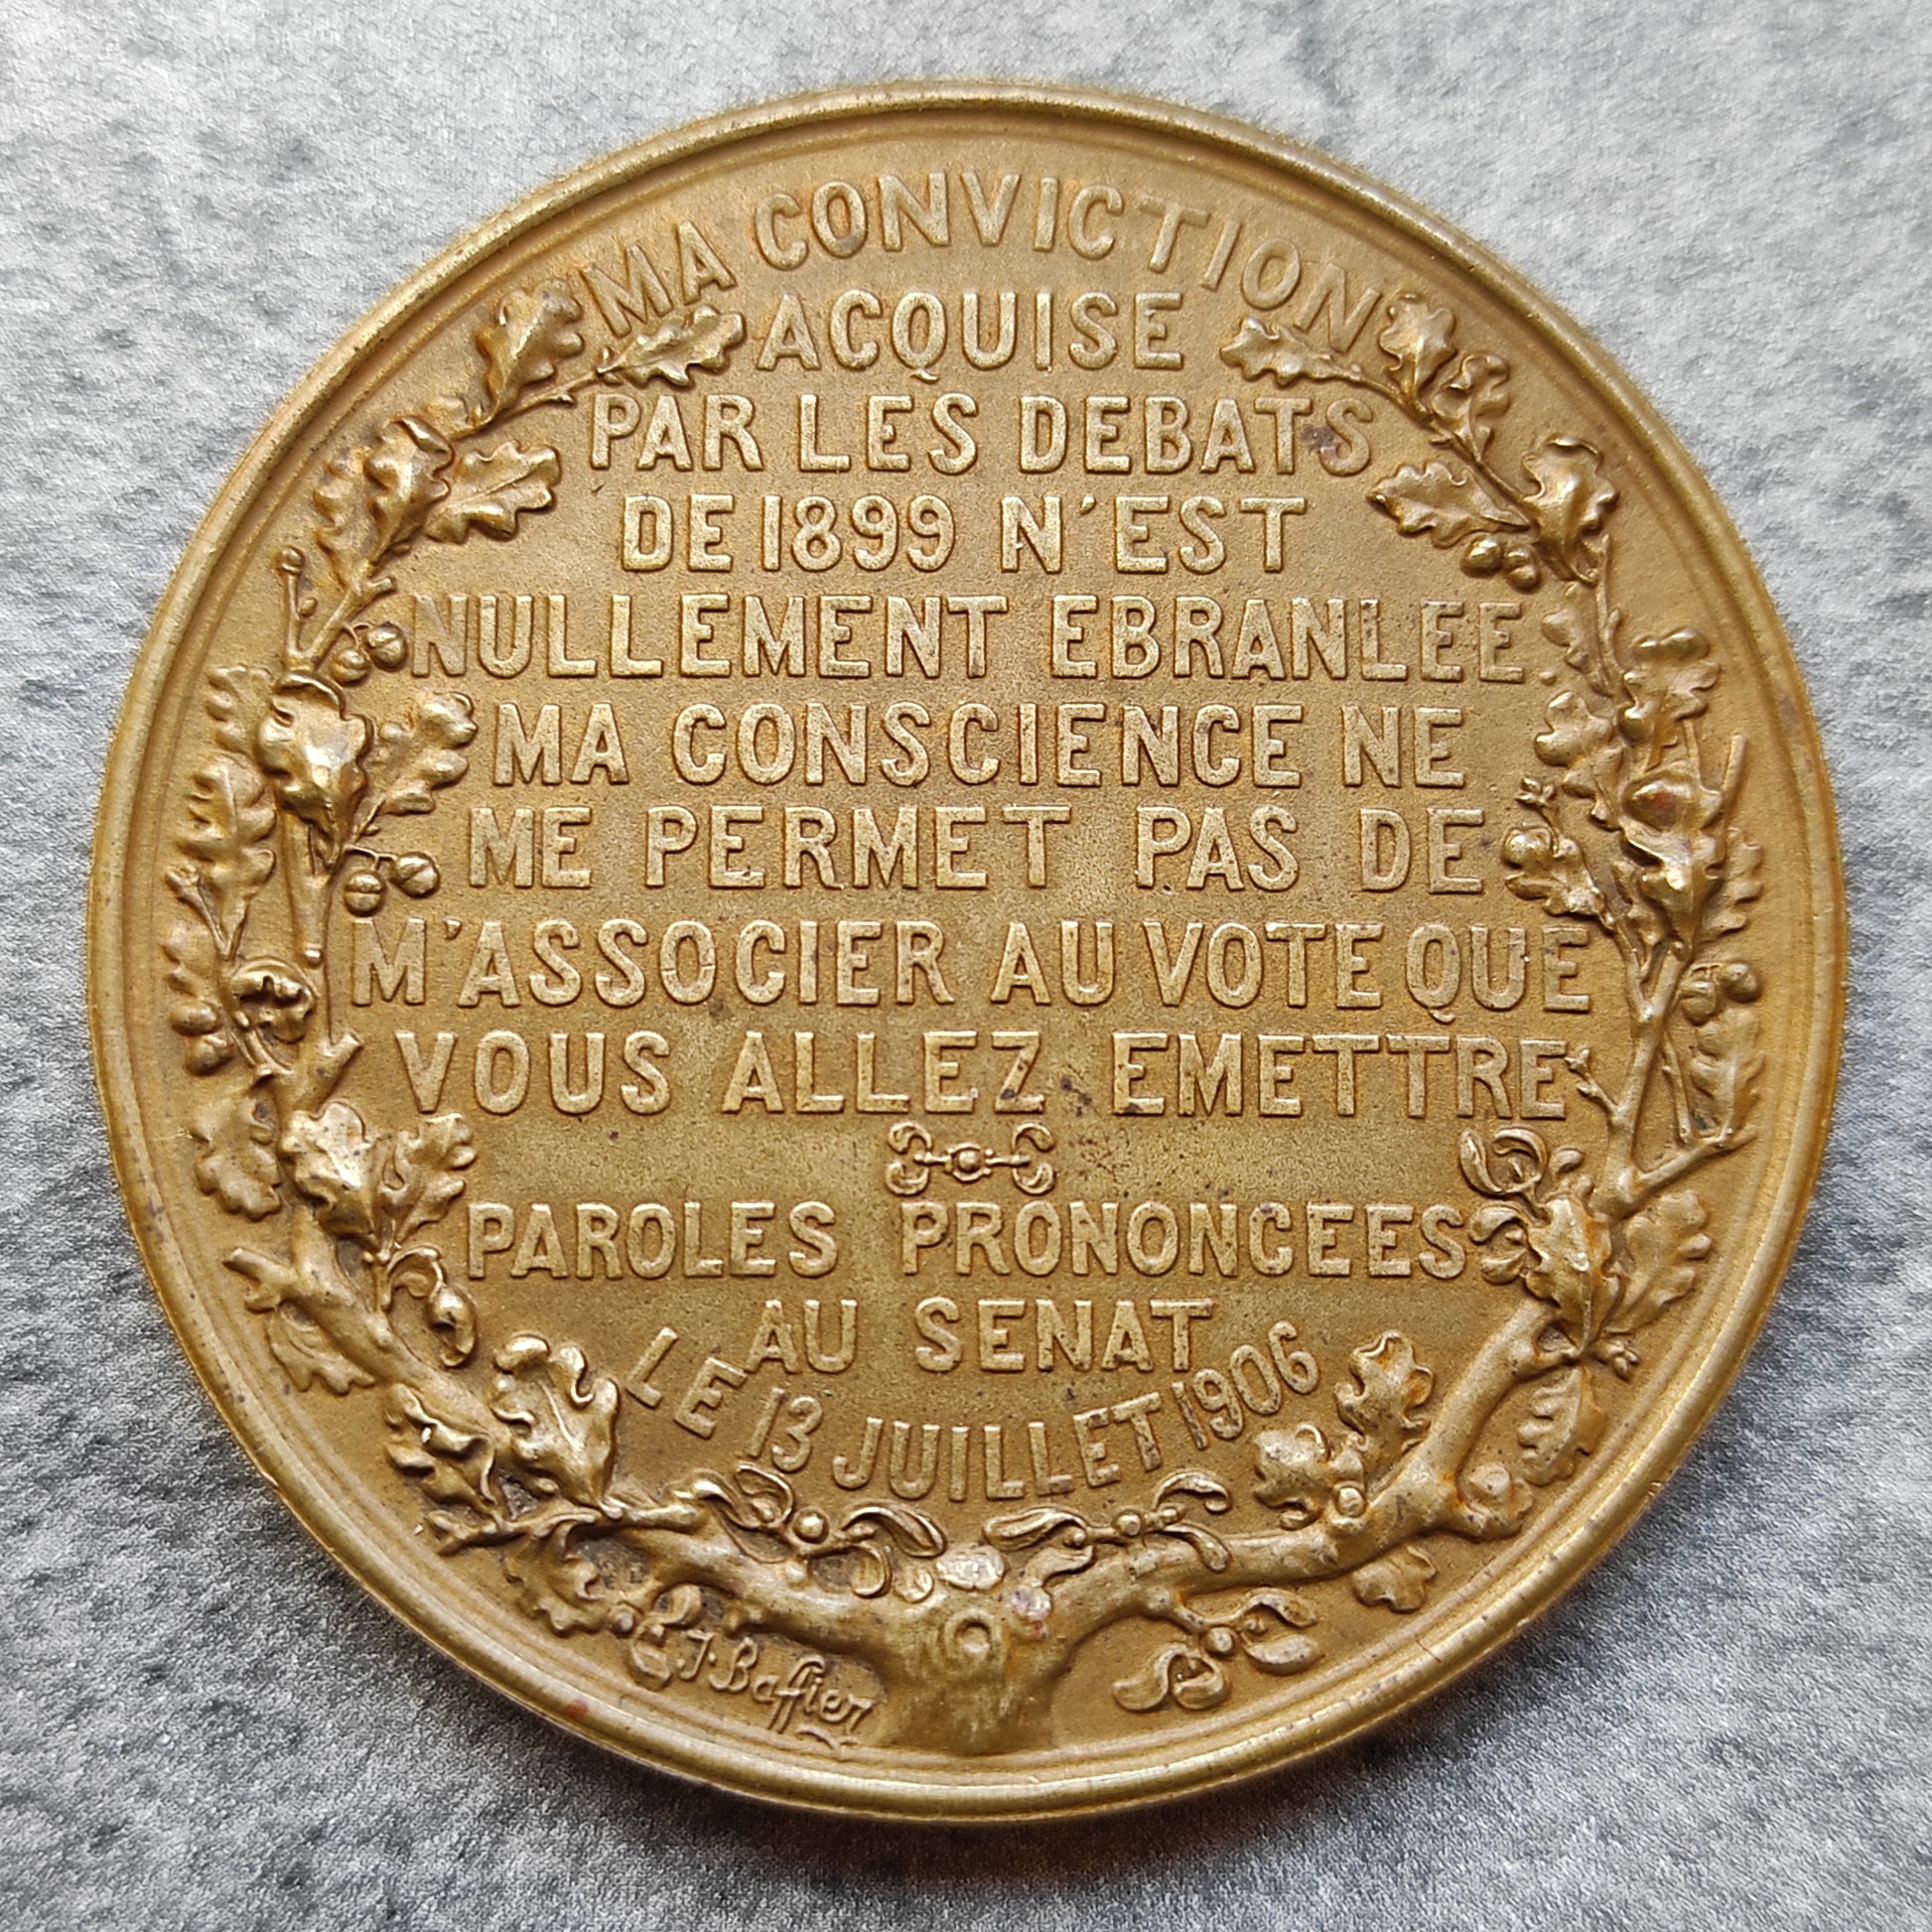 MA CONVICTION
ACQUISE
PAR LES DEBATS
DE 1899 N'EST
NULLEMENT EBRANLEE
MA CONSCIENCE NE
ME PERMET PAS DE
M'ASSOCIER AU VOTE QUE
VOUS ALLEZ EMETTRE
PAROLES PRONONCEES
AU SENAT
LE 13 JUILLET 1906
J. Baffier